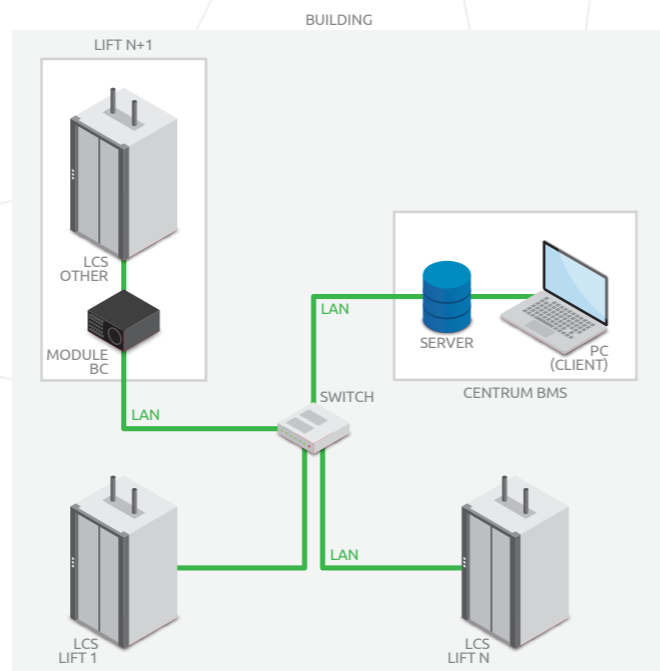 BUILDING
LIFT N+1
LCS
OTHER
MODULE
BC
LAN
LAN
SERVER
PC
(CLIENT)
CENTRUM BMS
SWITCH
LAN
LCS
LIFT 1
LCS
LIFT N